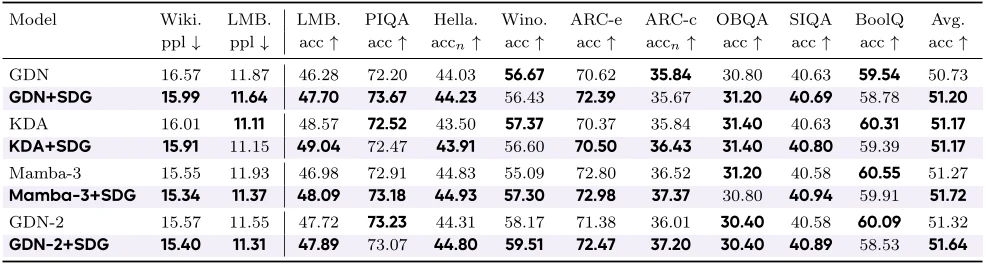 Model Wiki. LMB. LMB. PIQA Hella. Wino. ARC-e ARC-c OBQA SIQA BoolQ Avg.
ppl ↓ ppl ↓ acc ↑ acc ↑ accₙ ↑ acc ↑ acc ↑ accₙ ↑ acc ↑ acc ↑ acc ↑ acc ↑
GDN 16.57 11.87 46.28 72.20 44.03 56.67 70.62 35.84 30.80 40.63 59.54 50.73
GDN+SDG 15.99 11.64 47.70 73.67 44.23 56.43 72.39 35.67 31.20 40.69 58.78 51.20
KDA 16.01 11.11 48.57 72.52 43.50 57.37 70.37 35.84 31.40 40.63 60.31 51.17
KDA+SDG 15.91 11.15 49.04 72.47 43.91 56.60 70.50 36.43 31.40 40.80 59.39 51.17
Mamba-3 15.55 11.93 46.98 72.91 44.83 55.09 72.80 36.52 31.20 40.58 60.55 51.27
Mamba-3+SDG 15.34 11.37 48.09 73.18 44.93 57.30 72.98 37.37 30.80 40.94 59.91 51.72
GDN-2 15.57 11.55 47.72 73.23 44.31 58.17 71.38 36.01 30.40 40.58 60.09 51.32
GDN-2+SDG 15.40 11.31 47.89 73.07 44.80 59.51 72.47 37.20 30.40 40.89 58.53 51.64